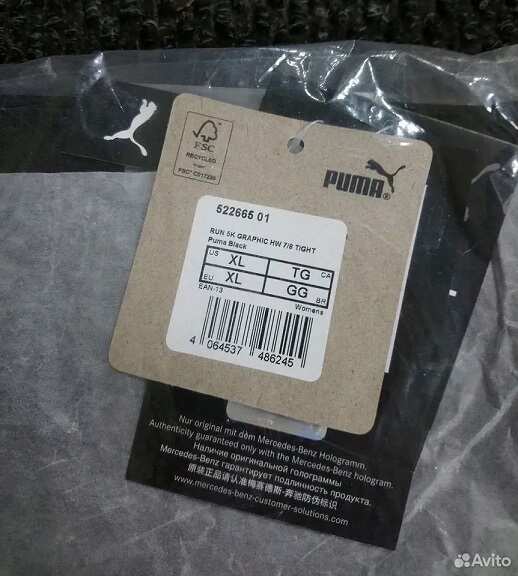 FSC
RECYCLED
FSC® C017235
PUMA®
522665 01
RUN 5K GRAPHIC HW 7/8 TIGHT
Puma Black
US XL TG CA
EU XL GG BR
EAN-13 Womens
4 064537 486245
Nur original mit dem Mercedes-Benz Hologramm.
Authenticity guaranteed only with the Mercedes-Benz hologram.
Наличие оригинальной голограммы
Mercedes-Benz гарантирует подлинность продукта.
原装正品请认准梅赛德斯-奔驰防伪标识
www.mercedes-benz-customer-solutions.com
Avito